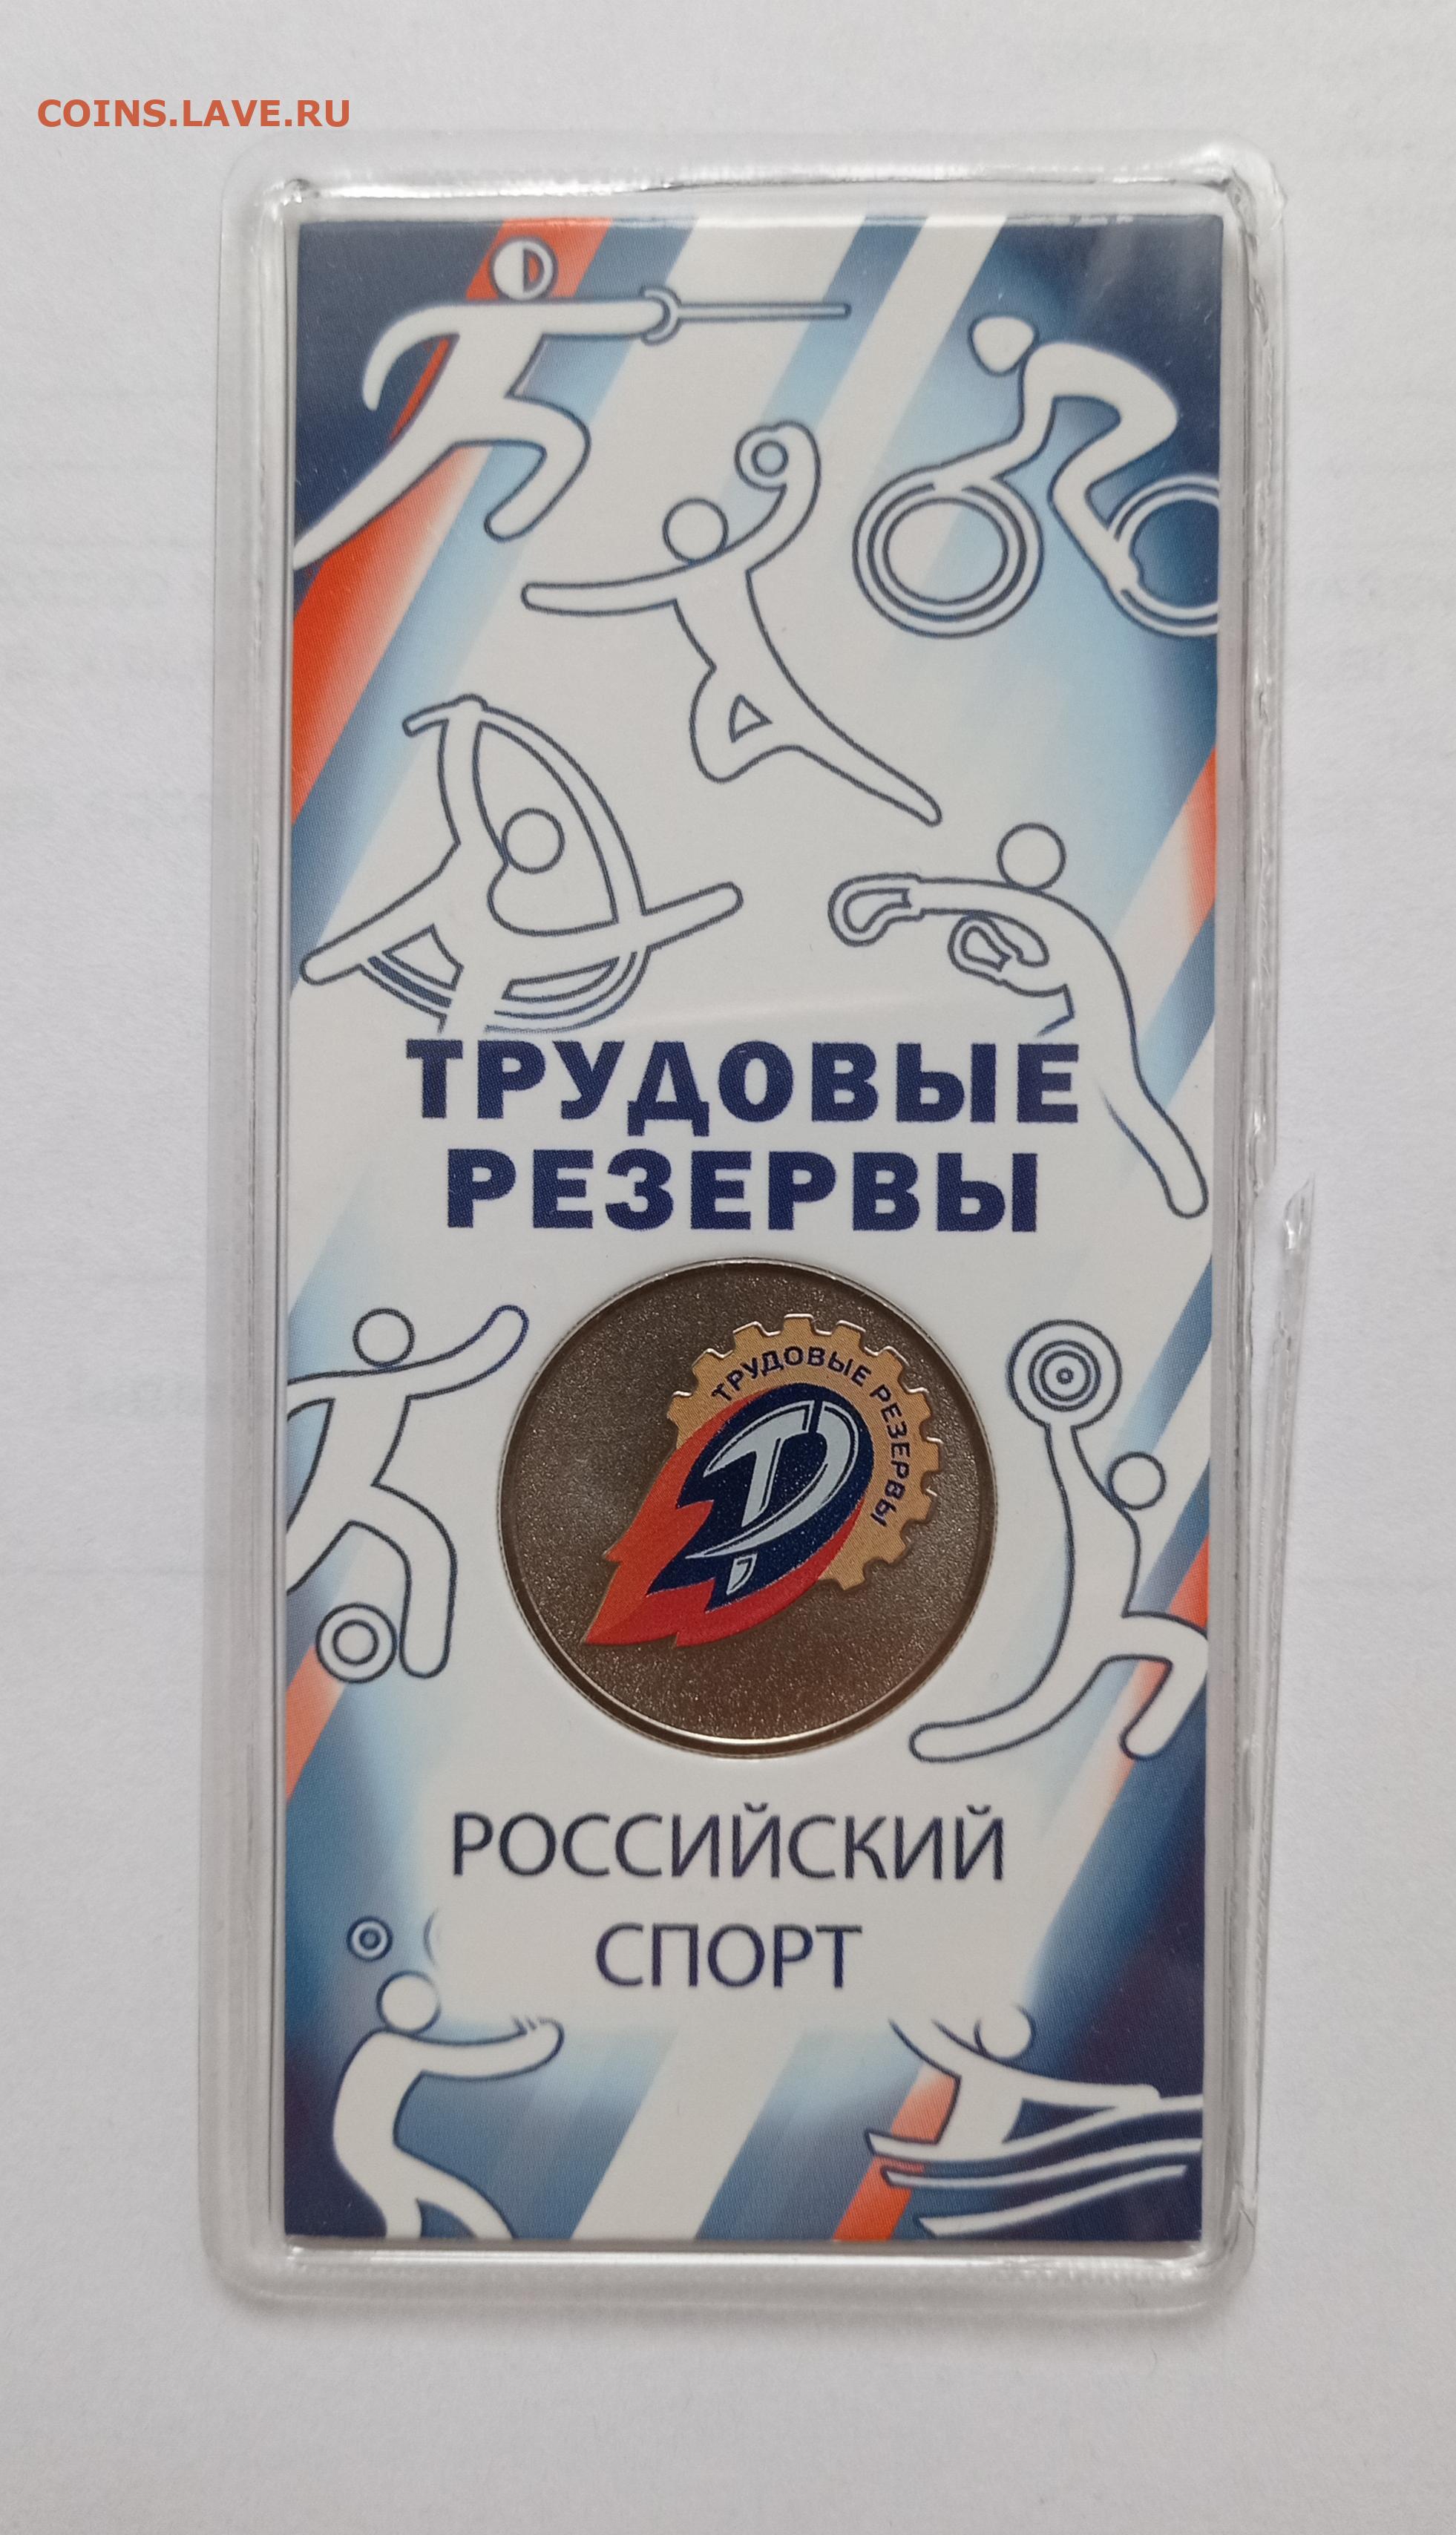 COINS.LAVE.RU
ТРУДОВЫЕ
РЕЗЕРВЫ
ТРУДОВЫЕ РЕЗЕРВЫ
РОССИЙСКИЙ
СПОРТ